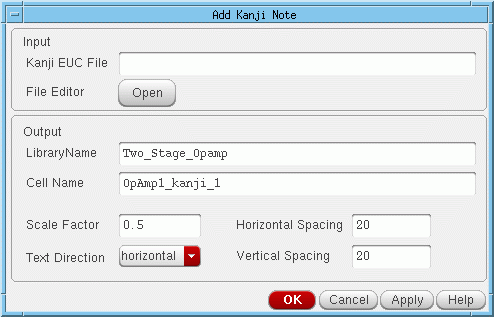 Add Kanji Note
Input
Kanji EUC File
File Editor Open
Output
LibraryName Two_Stage_Opamp
Cell Name OpAmp1_kanji_1
Scale Factor 0.5 Horizontal Spacing 20
Text Direction horizontal Vertical Spacing 20
OK Cancel Apply Help